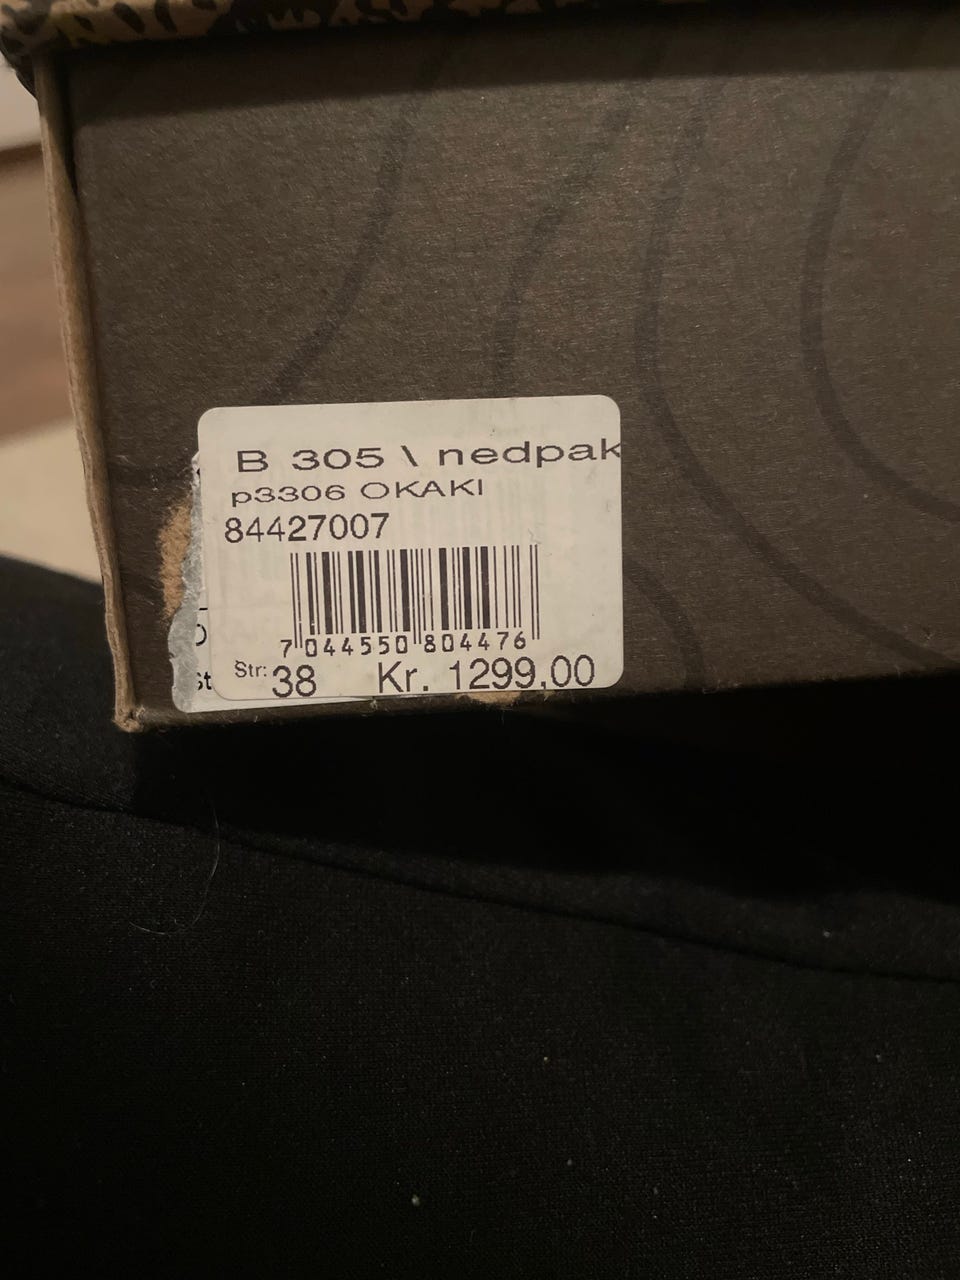 B 305 \ nedpak
p3306 OKAKI
84427007
7 044550 804476
Str: 38 Kr. 1299,00